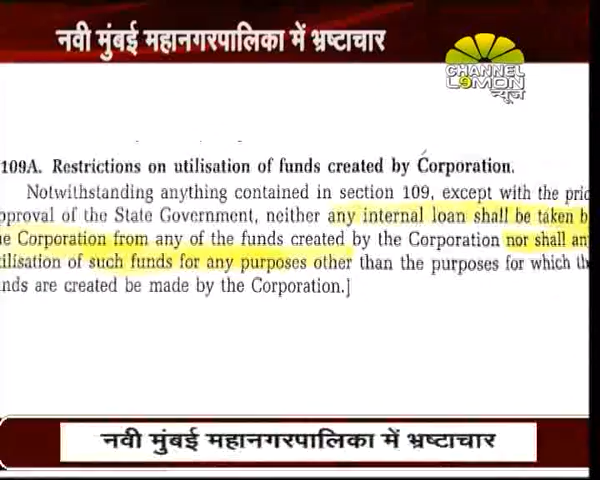 नवी मुंबई महानगरपालिका में भ्रष्टाचार
CHANNEL
LEMON
न्यूज
109A. Restrictions on utilisation of funds created by Corporation.
Notwithstanding anything contained in section 109, except with the prio
pproval of the State Government, neither any internal loan shall be taken b
e Corporation from any of the funds created by the Corporation nor shall an
ilisation of such funds for any purposes other than the purposes for which th
nds are created be made by the Corporation.]
नवी मुंबई महानगरपालिका में भ्रष्टाचार